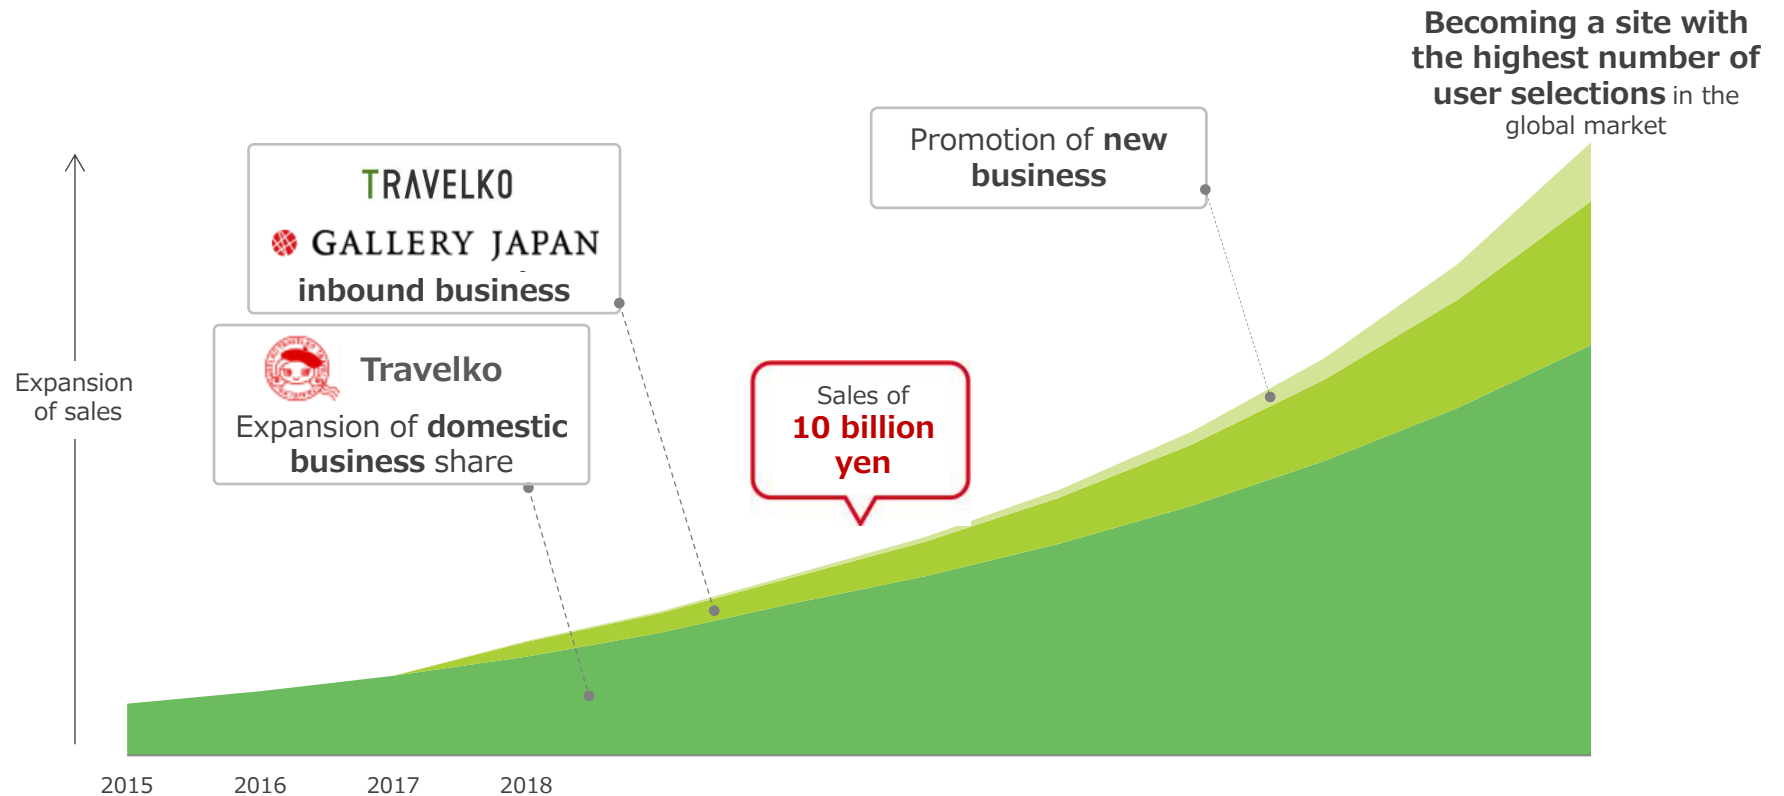 Becoming a site with
the highest number of
user selections in the
global market
Promotion of new
business
TRAVELKO
GALLERY JAPAN
inbound business
Travelko
Expansion of domestic
business share
Expansion
of sales
Sales of
10 billion
yen
2015 2016 2017 2018